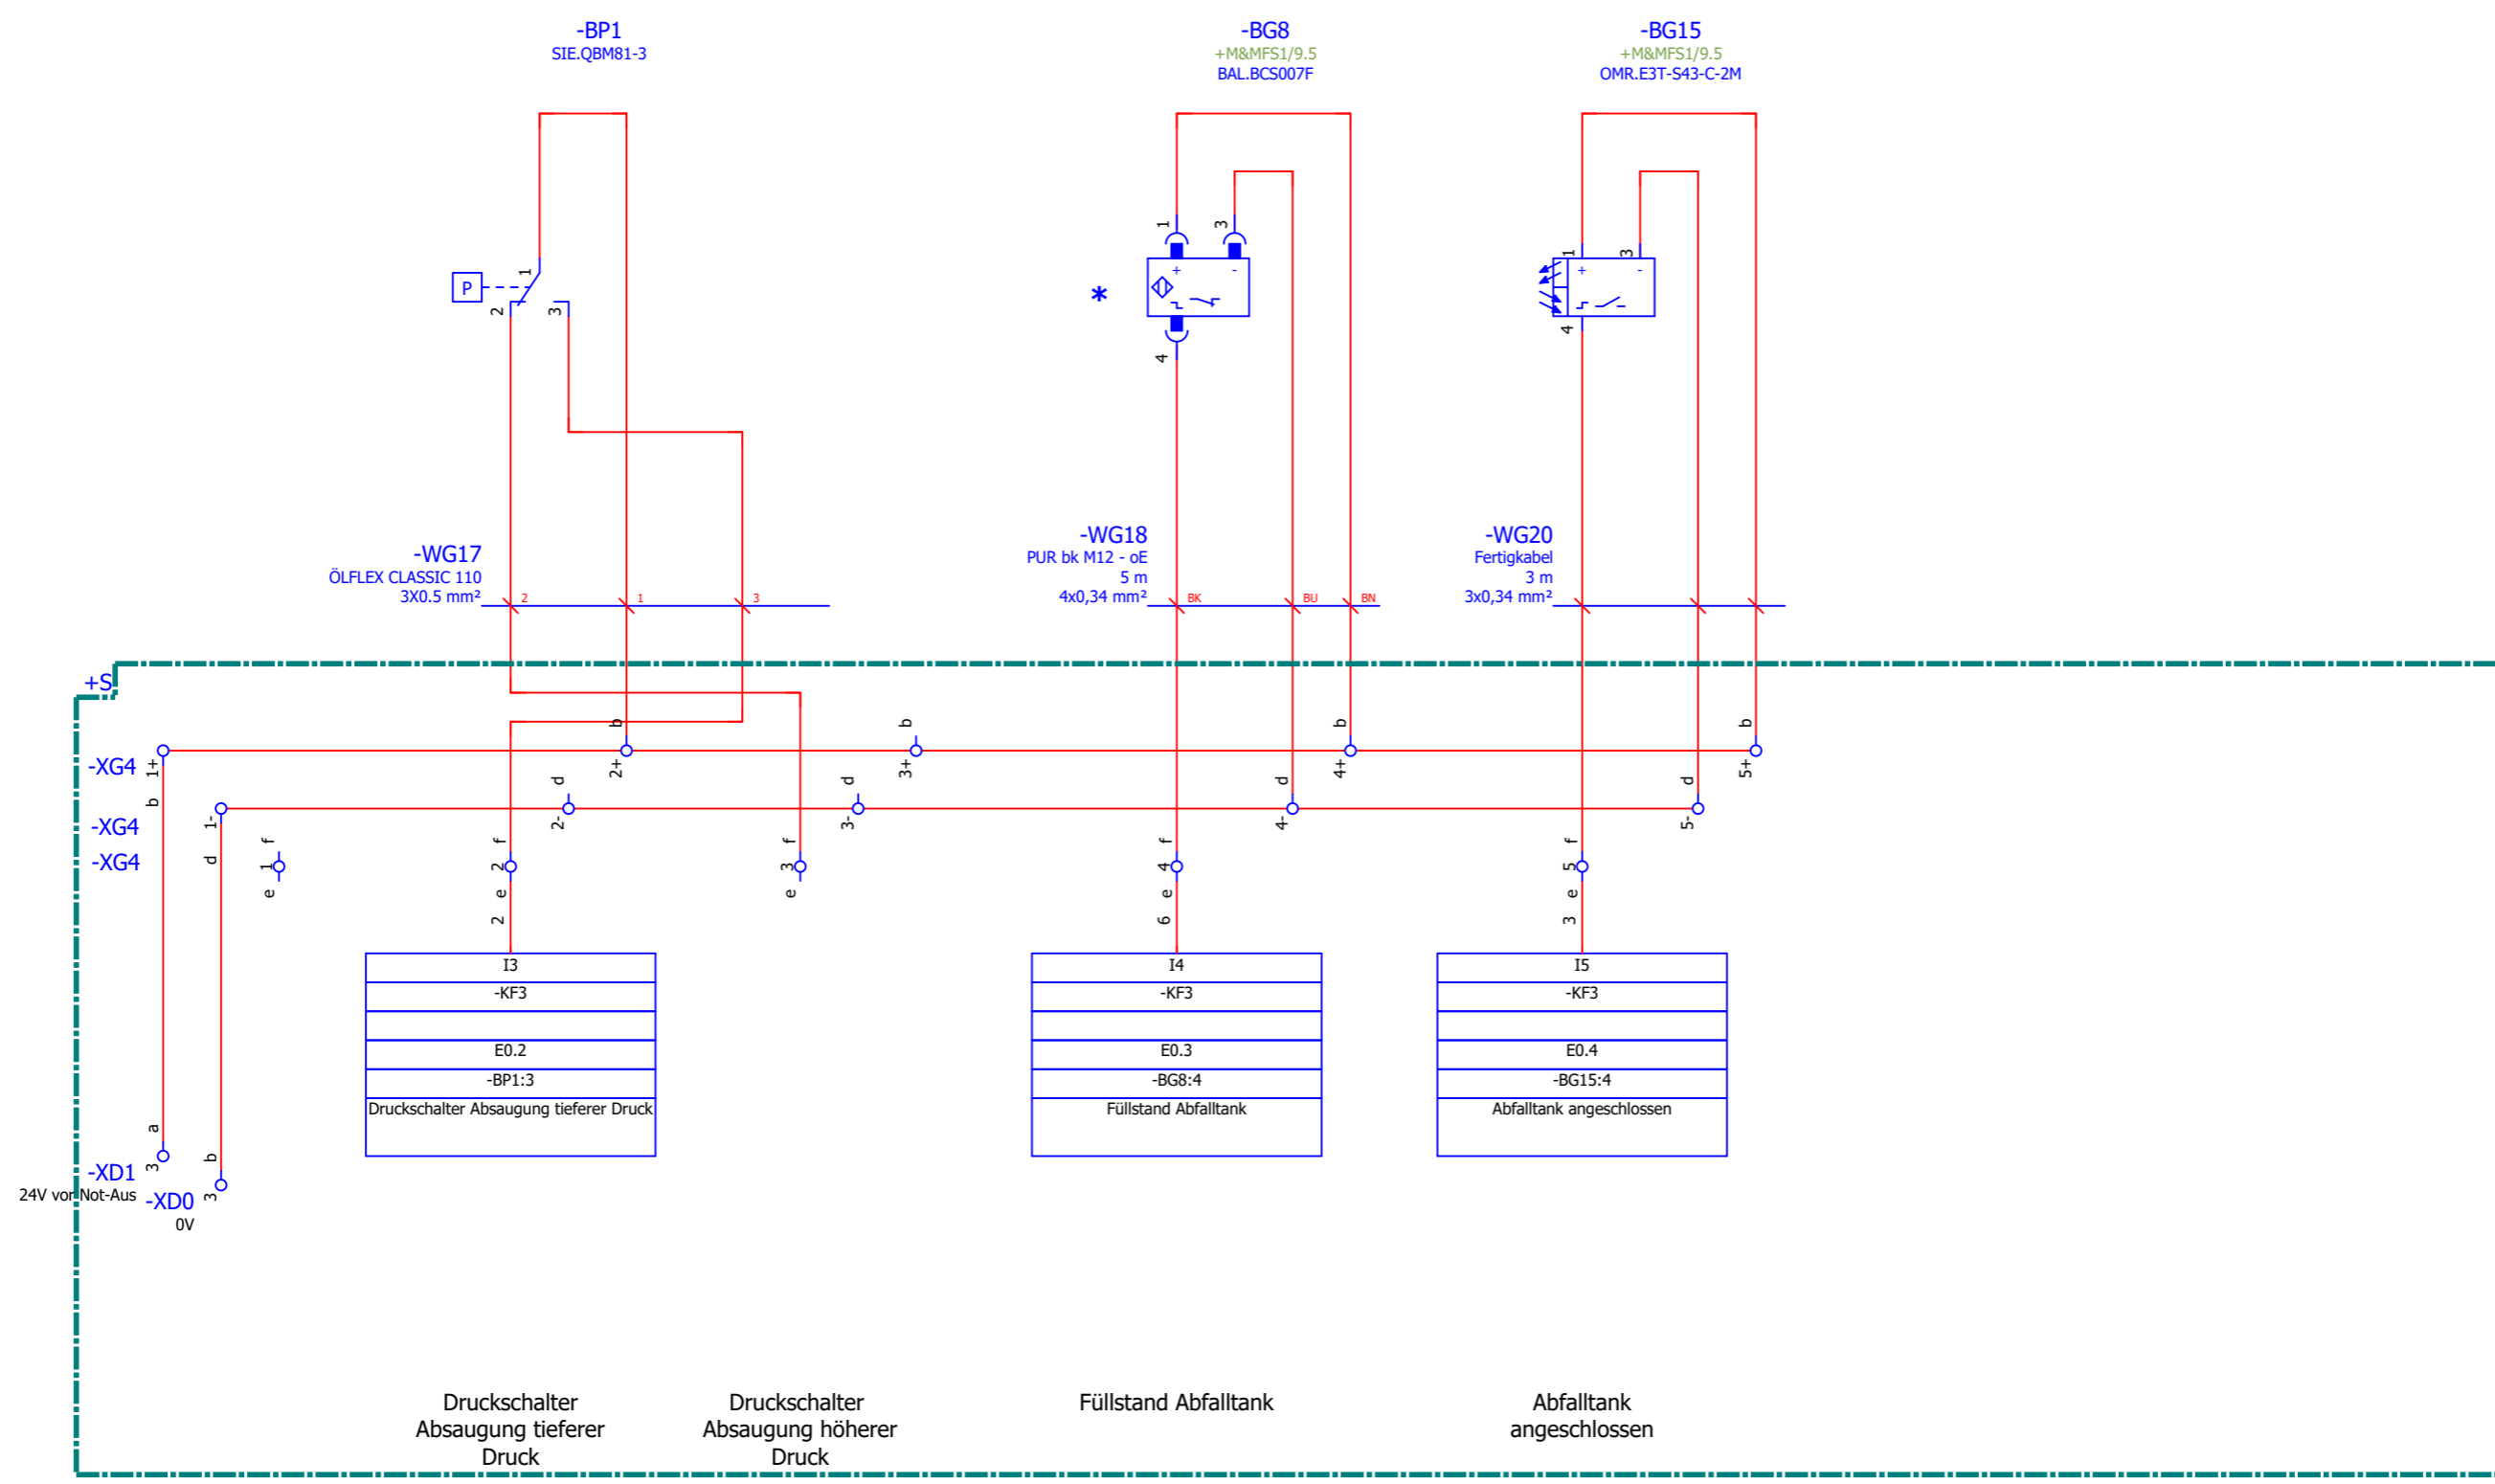 -BP1
SIE.QBM81-3
-BG8
+M&MFS1/9.5
BAL.BCS007F
-BG15
+M&MFS1/9.5
OMR.E3T-S43-C-2M
1
P
2
3
1
3
+
-
*
4
1
3
+
-
4
-WG17
ÖLFLEX CLASSIC 110
3X0.5 mm²
2
1
3
-WG18
PUR bk M12 - oE
5 m
4x0,34 mm²
BK
BU
BN
-WG20
Fertigkabel
3 m
3x0,34 mm²
+S
b
b
b
b
-XG4
1+
2+
3+
4+
5+
b
d
d
d
d
-XG4
1-
2-
3-
4-
5-
d
f
f
f
f
f
-XG4
1
2
3
4
5
e
e
e
e
e
2
6
3
I3
-KF3
E0.2
-BP1:3
Druckschalter Absaugung tieferer Druck
I4
-KF3
E0.3
-BG8:4
Füllstand Abfalltank
I5
-KF3
E0.4
-BG15:4
Abfalltank angeschlossen
a
-XD1
3
24V vor Not-Aus
b
-XD0
3
0V
Druckschalter
Absaugung tieferer
Druck
Druckschalter
Absaugung höherer
Druck
Füllstand Abfalltank
Abfalltank
angeschlossen